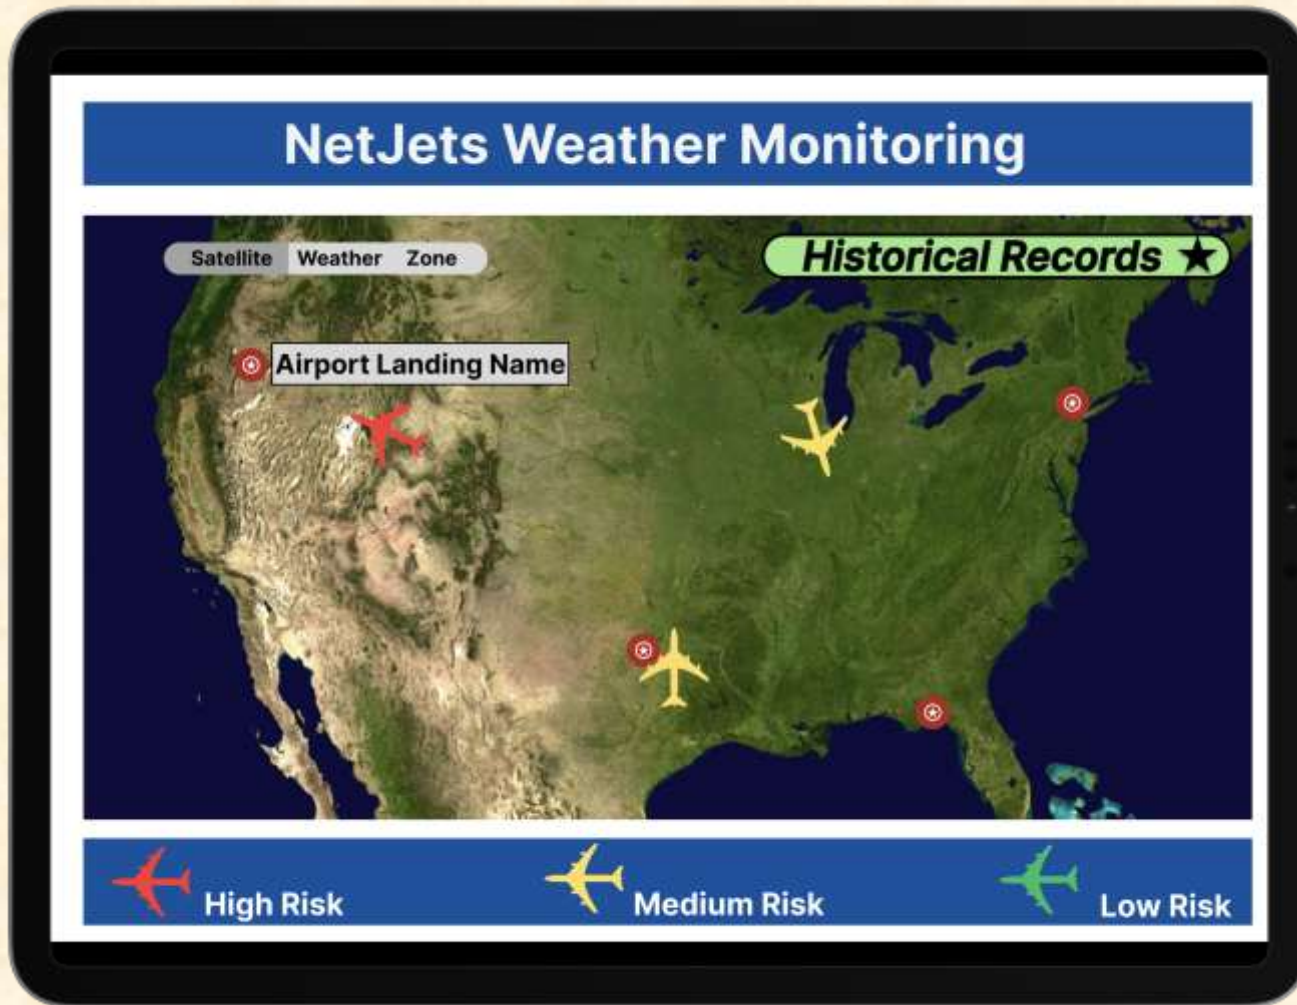 NetJets Weather Monitoring
Satellite Weather Zone
Historical Records
Airport Landing Name
High Risk
Medium Risk
Low Risk